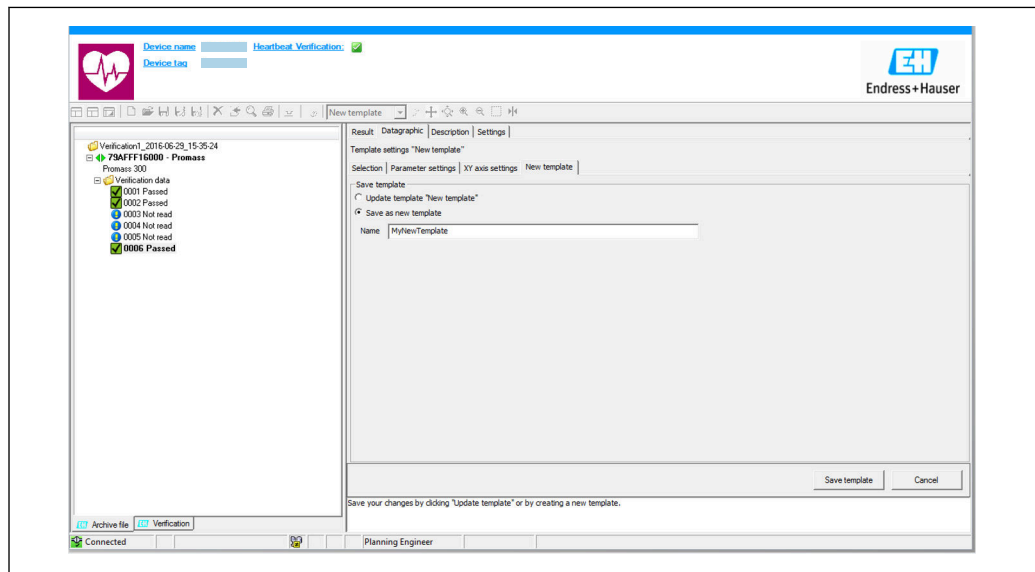 Device name Heartbeat Verification:
Device tag
Endress+Hauser
New template
Verification1_2016-06-29_15-35-24
79AFFF16000 - Promass
Promass 300
Verification data
0001 Passed
0002 Passed
0003 Not read
0004 Not read
0005 Not read
0006 Passed
Result Datagraphic Description Settings
Template settings "New template"
Selection Parameter settings XY axis settings New template
Save template
Update template "New template"
Save as new template
Name MyNewTemplate
Save template Cancel
Save your changes by clicking "Update template" or by creating a new template.
Archive file Verification
Connected Planning Engineer